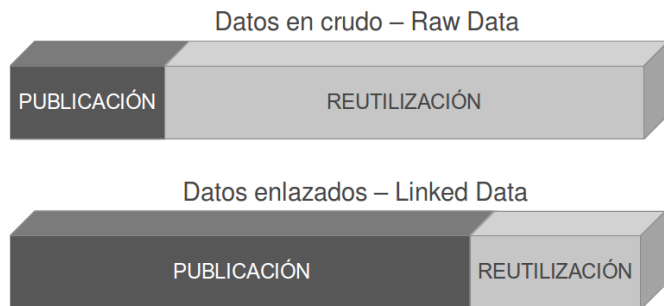 Datos en crudo – Raw Data
PUBLICACIÓN REUTILIZACIÓN
Datos enlazados – Linked Data
PUBLICACIÓN REUTILIZACIÓN